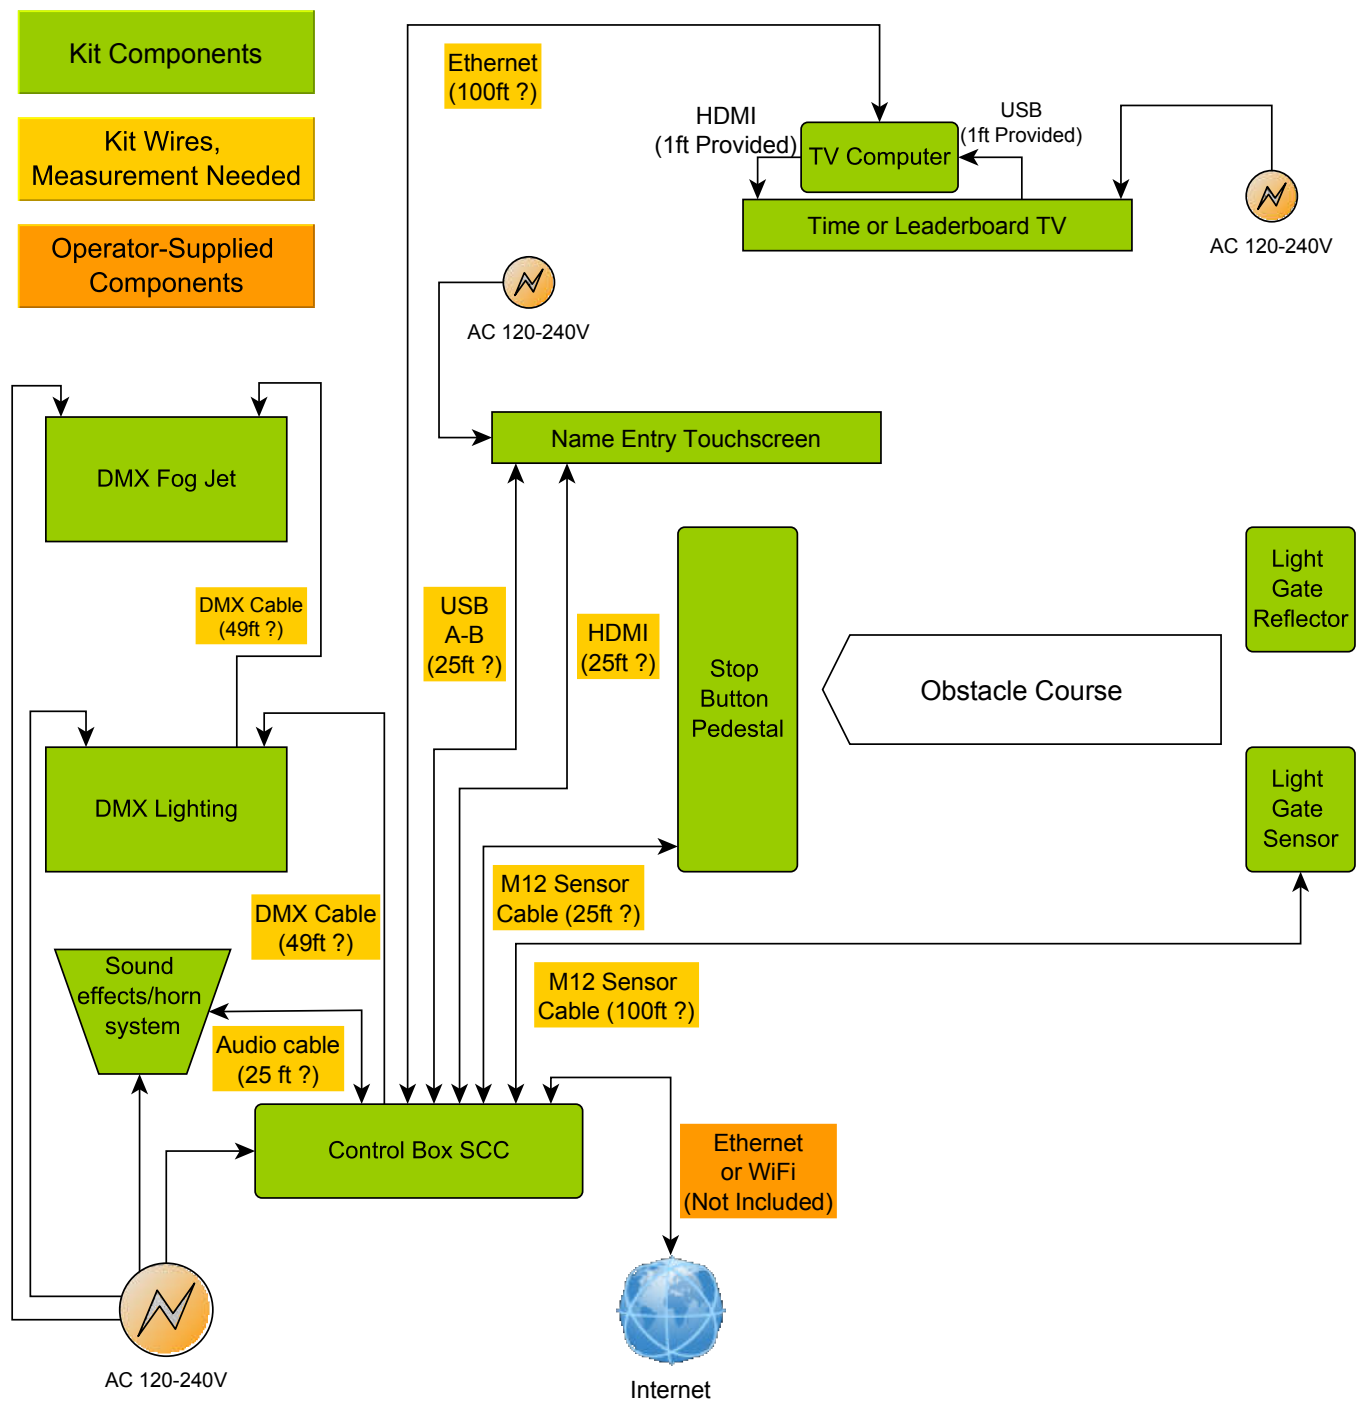 Kit Components
Kit Wires,
Measurement Needed
Operator-Supplied
Components
Ethernet
(100ft ?)
HDMI
(1ft Provided)
USB
(1ft Provided)
TV Computer
Time or Leaderboard TV
AC 120-240V
AC 120-240V
Name Entry Touchscreen
DMX Fog Jet
DMX Cable
(49ft ?)
USB
A-B
(25ft ?)
HDMI
(25ft ?)
Stop
Button
Pedestal
Obstacle Course
Light
Gate
Reflector
Light
Gate
Sensor
DMX Lighting
DMX Cable
(49ft ?)
M12 Sensor
Cable (25ft ?)
M12 Sensor
Cable (100ft ?)
Sound
effects/horn
system
Audio cable
(25 ft ?)
Control Box SCC
Ethernet
or WiFi
(Not Included)
AC 120-240V
Internet